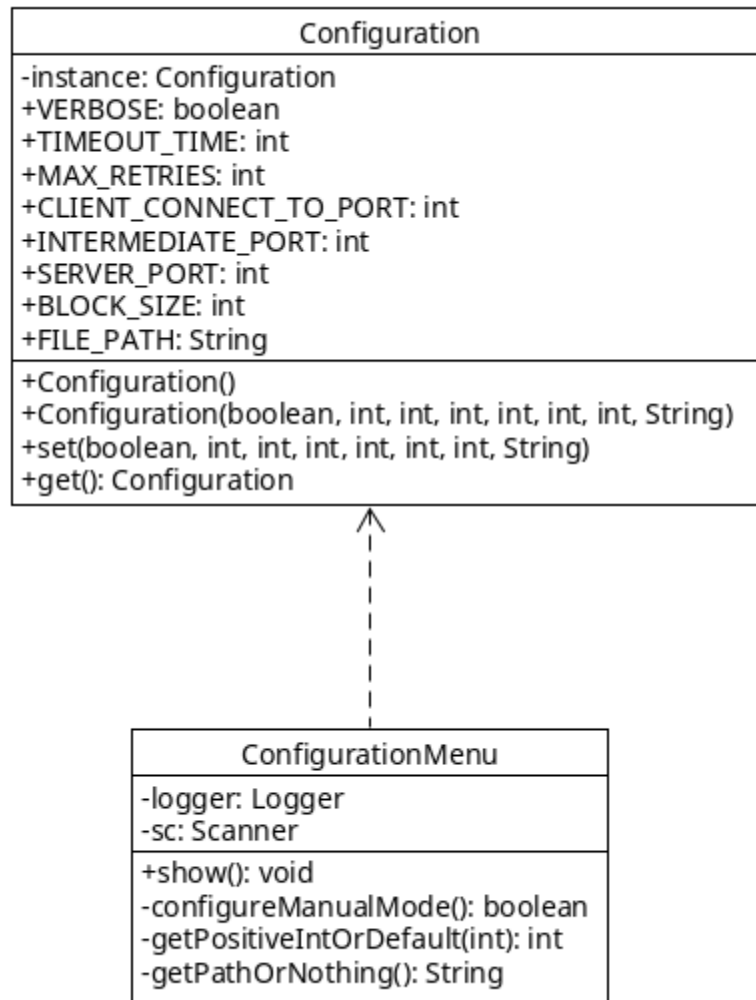 Configuration
-instance: Configuration
+VERBOSE: boolean
+TIMEOUT_TIME: int
+MAX_RETRIES: int
+CLIENT_CONNECT_TO_PORT: int
+INTERMEDIATE_PORT: int
+SERVER_PORT: int
+BLOCK_SIZE: int
+FILE_PATH: String
+Configuration()
+Configuration(boolean, int, int, int, int, int, int, String)
+set(boolean, int, int, int, int, int, int, String)
+get(): Configuration
ConfigurationMenu
-logger: Logger
-sc: Scanner
+show(): void
-configureManualMode(): boolean
-getPositiveIntOrDefault(int): int
-getPathOrNothing(): String